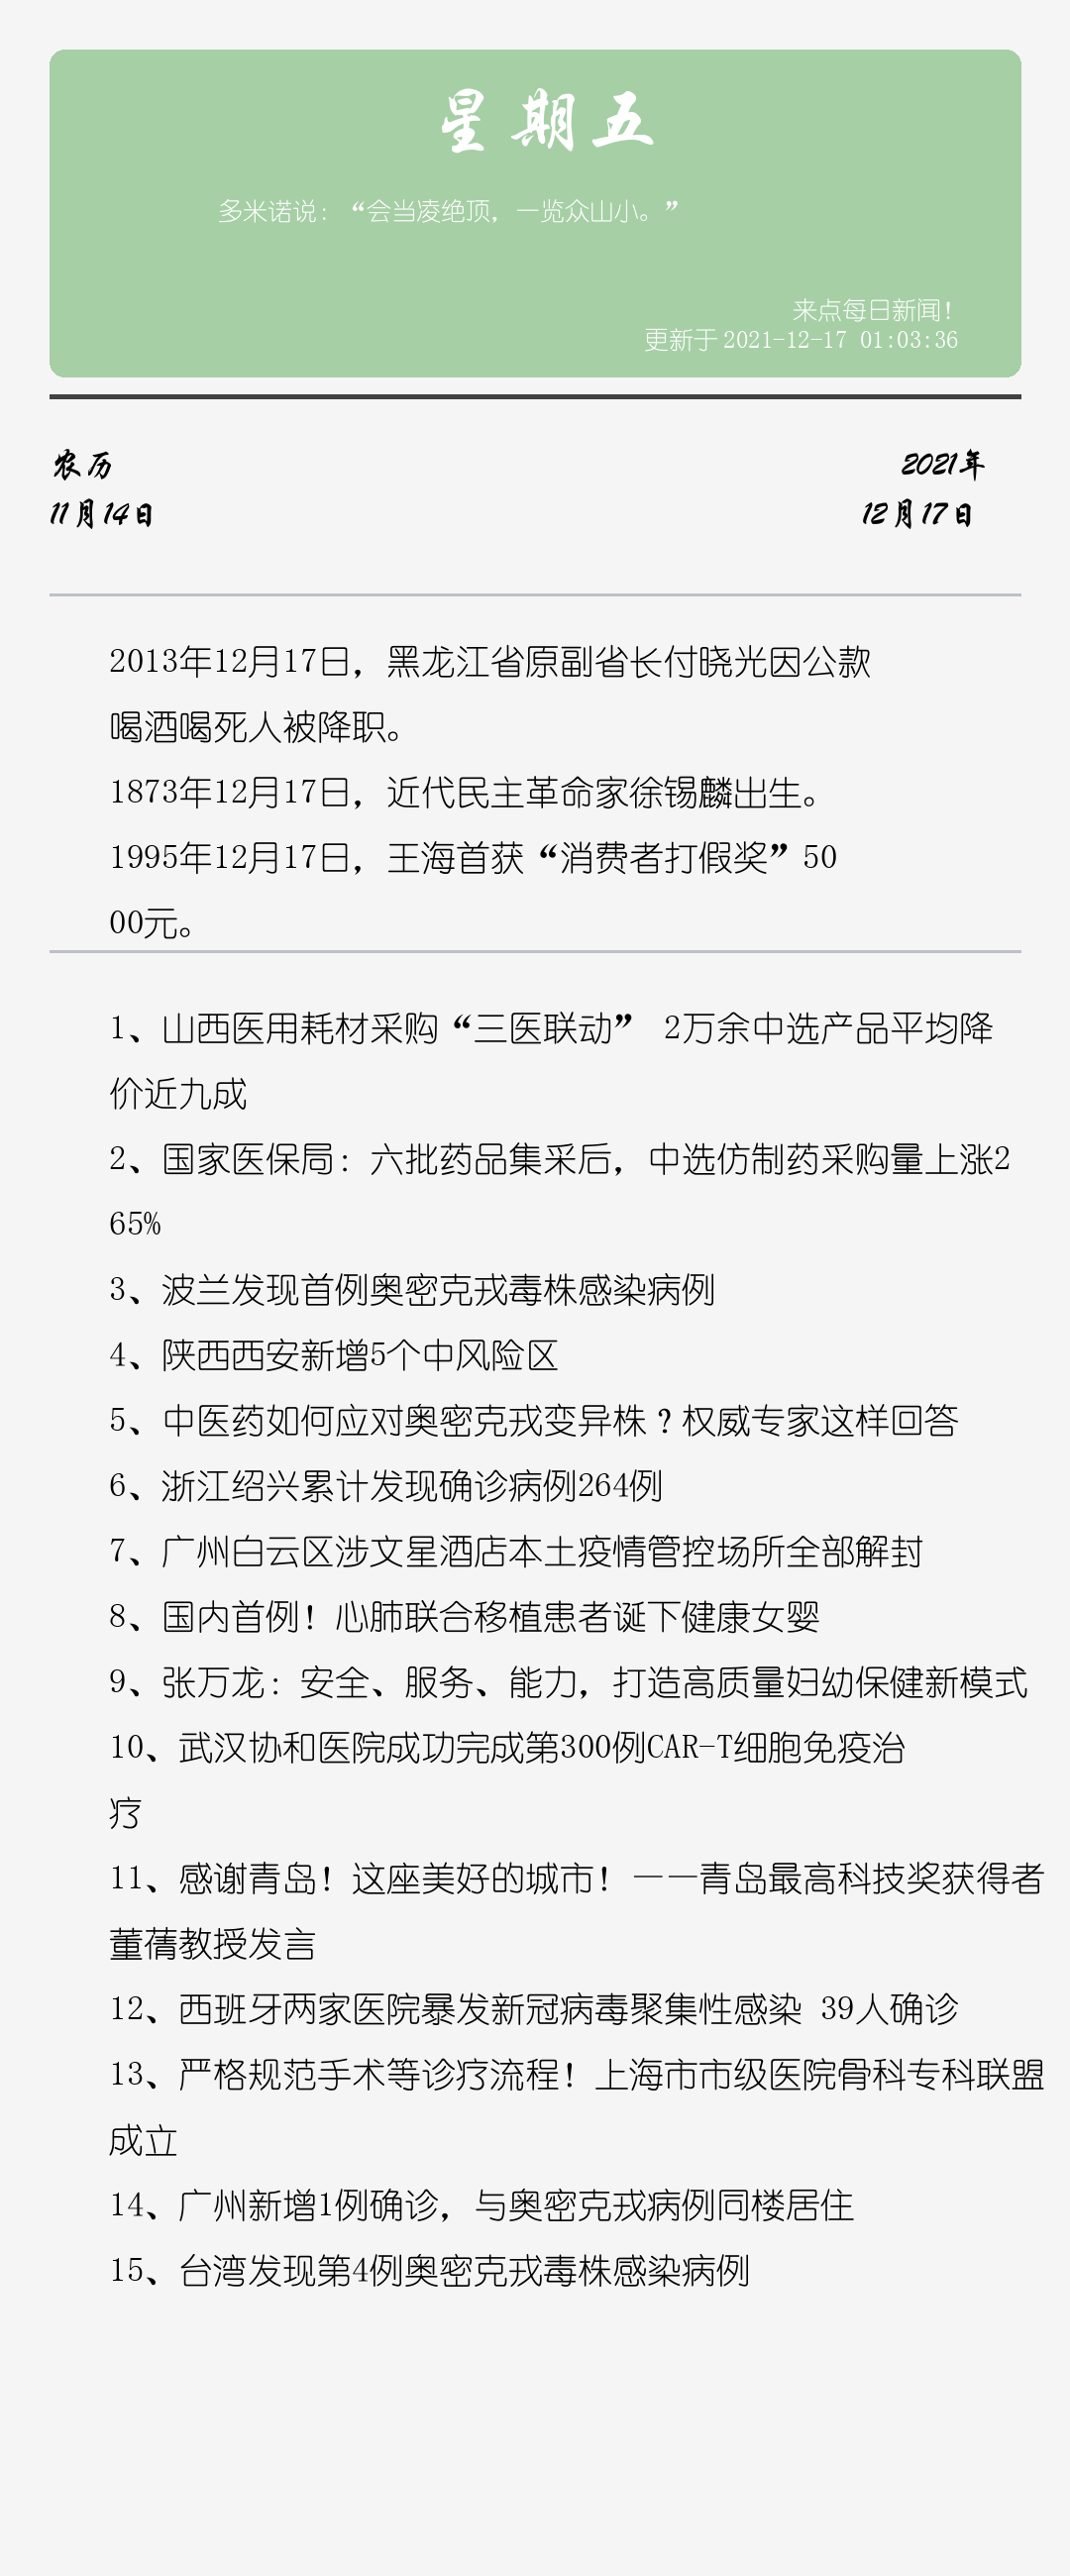 星期五
多米诺说：“会当凌绝顶，一览众山小。”
来点每日新闻！
更新于 2021-12-17 01:03:36
农历
2021年
11月14日
12月17日
2013年12月17日，黑龙江省原副省长付晓光因公款
喝酒喝死人被降职。
1873年12月17日，近代民主革命家徐锡麟出生。
1995年12月17日，王海首获“消费者打假奖”50
00元。
1、山西医用耗材采购“三医联动” 2万余中选产品平均降
价近九成
2、国家医保局：六批药品集采后，中选仿制药采购量上涨2
65%
3、波兰发现首例奥密克戎毒株感染病例
4、陕西西安新增5个中风险区
5、中医药如何应对奥密克戎变异株？权威专家这样回答
6、浙江绍兴累计发现确诊病例264例
7、广州白云区涉文星酒店本土疫情管控场所全部解封
8、国内首例！心肺联合移植患者诞下健康女婴
9、张万龙：安全、服务、能力，打造高质量妇幼保健新模式
10、武汉协和医院成功完成第300例CAR-T细胞免疫治
疗
11、感谢青岛！这座美好的城市！——青岛最高科技奖获得者
董蒨教授发言
12、西班牙两家医院暴发新冠病毒聚集性感染 39人确诊
13、严格规范手术等诊疗流程！上海市市级医院骨科专科联盟
成立
14、广州新增1例确诊，与奥密克戎病例同楼居住
15、台湾发现第4例奥密克戎毒株感染病例